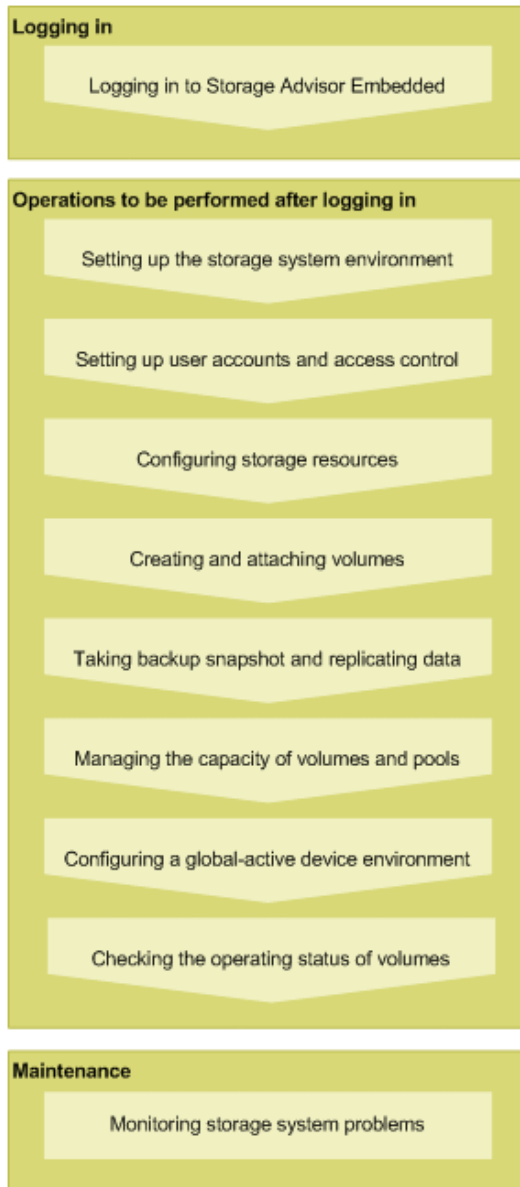 Logging in
Logging in to Storage Advisor Embedded
Operations to be performed after logging in
Setting up the storage system environment
Setting up user accounts and access control
Configuring storage resources
Creating and attaching volumes
Taking backup snapshot and replicating data
Managing the capacity of volumes and pools
Configuring a global-active device environment
Checking the operating status of volumes
Maintenance
Monitoring storage system problems